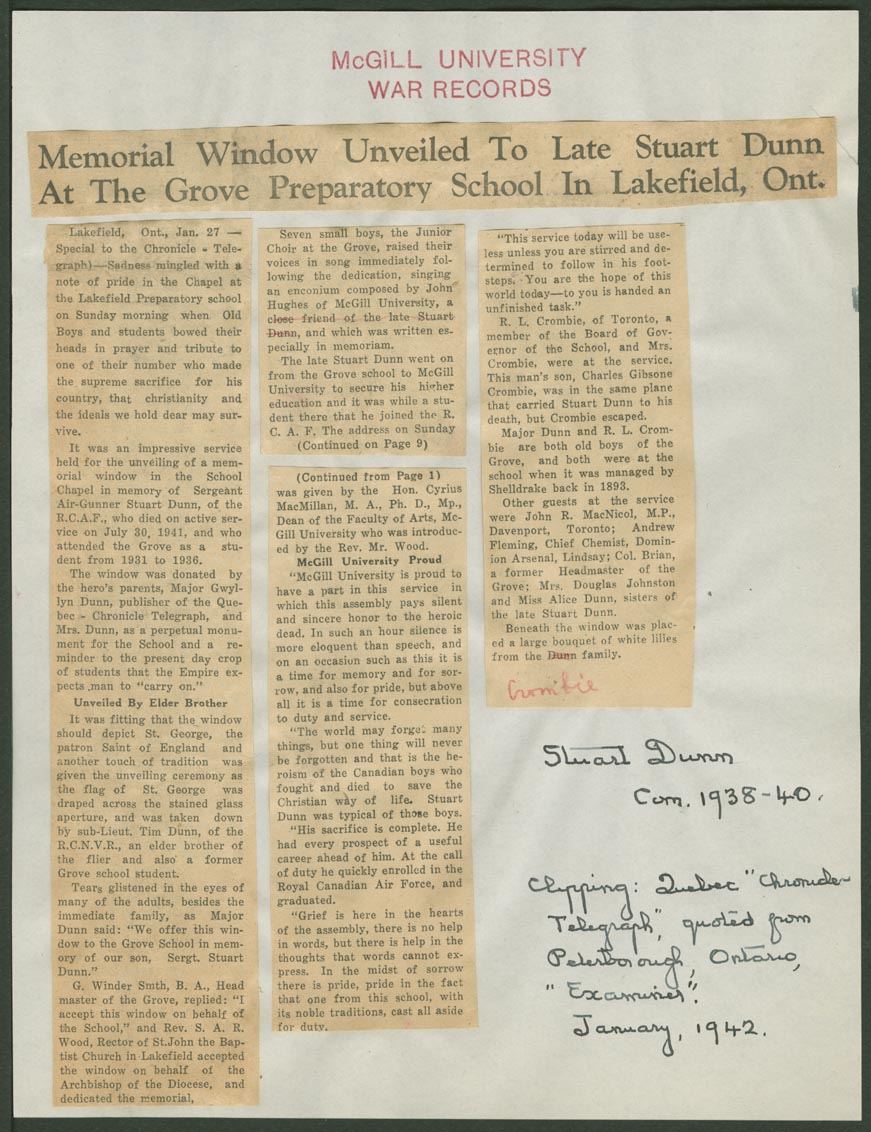 McGILL UNIVERSITY
WAR RECORDS
Memorial Window Unveiled To Late Stuart Dunn
At The Grove Preparatory School In Lakefield, Ont.
Lakefield, Ont., Jan. 27 —
Special to the Chronicle - Tele-
graph)—Sadness mingled with a
note of pride in the Chapel at
the Lakefield Preparatory school
on Sunday morning when Old
Boys and students bowed their
heads in prayer and tribute to
one of their number who made
the supreme sacrifice for his
country, that christianity and
the ideals we hold dear may sur-
vive.
It was an impressive service
held for the unveiling of a mem-
orial window in the School
Chapel in memory of Sergeant
Air-Gunner Stuart Dunn, of the
R.C.A.F., who died on active ser-
vice on July 30, 1941, and who
attended the Grove as a stu-
dent from 1931 to 1936.
The window was donated by
the hero's parents, Major Gwyl-
lyn Dunn, publisher of the Que-
bec - Chronicle Telegraph, and
Mrs. Dunn, as a perpetual monu-
ment for the School and a re-
minder to the present day crop
of students that the Empire ex-
pects man to "carry on."
Unveiled By Elder Brother
It was fitting that the window
should depict St. George, the
patron Saint of England and
another touch of tradition was
given the unveiling ceremony as
the flag of St. George was
draped across the stained glass
aperture, and was taken down
by sub-Lieut. Tim Dunn, of the
R.C.N.V.R., an elder brother of
the flier and also a former
Grove school student.
Tears glistened in the eyes of
many of the adults, besides the
immediate family, as Major
Dunn said: "We offer this win-
dow to the Grove School in mem-
ory of our son, Sergt. Stuart
Dunn."
G. Winder Smth, B. A., Head
master of the Grove, replied: "I
accept this window on behalf of
the School," and Rev. S. A. R.
Wood, Rector of St.John the Bap-
tist Church in Lakefield accepted
the window on behalf of the
Archbishop of the Diocese, and
dedicated the memorial,
Seven small boys, the Junior
Choir at the Grove, raised their
voices in song immediately fol-
lowing the dedication, singing
an enconium composed by John
Hughes of McGill University, a
close friend of the late Stuart
Dunn, and which was written es-
pecially in memoriam.
The late Stuart Dunn went on
from the Grove school to McGill
University to secure his higher
education and it was while a stu-
dent there that he joined the R.
C. A. F. The address on Sunday
(Continued on Page 9)
(Continued from Page 1)
was given by the Hon. Cyrius
MacMillan, M. A., Ph. D., Mp.,
Dean of the Faculty of Arts, Mc-
Gill University who was introduc-
ed by the Rev. Mr. Wood.
McGill University Proud
"McGill University is proud to
have a part in this service in
which this assembly pays silent
and sincere honor to the heroic
dead. In such an hour silence is
more eloquent than speech, and
on an occasion such as this it is
a time for memory and for sor-
row, and also for pride, but above
all it is a time for consecration
to duty and service.
"The world may forget many
things, but one thing will never
be forgotten and that is the he-
roism of the Canadian boys who
fought and died to save the
Christian way of life. Stuart
Dunn was typical of those boys.
"His sacrifice is complete. He
had every prospect of a useful
career ahead of him. At the call
of duty he quickly enrolled in the
Royal Canadian Air Force, and
graduated.
"Grief is here in the hearts
of the assembly, there is no help
in words, but there is help in the
thoughts that words cannot ex-
press. In the midst of sorrow
there is pride, pride in the fact
that one from this school, with
its noble traditions, cast all aside
for duty.
"This service today will be use-
less unless you are stirred and de-
termined to follow in his foot-
steps. You are the hope of this
world today—to you is handed an
unfinished task."
R. L. Crombie, of Toronto, a
member of the Board of Gov-
ernor of the School, and Mrs.
Crombie, were at the service.
This man's son, Charles Gibsone
Crombie, was in the same plane
that carried Stuart Dunn to his
death, but Crombie escaped.
Major Dunn and R. L. Crom-
bie are both old boys of the
Grove, and both were at the
school when it was managed by
Shelldrake back in 1893.
Other guests at the service
were John R. MacNicol, M.P.,
Davenport, Toronto; Andrew
Fleming, Chief Chemist, Domin-
ion Arsenal, Lindsay; Col. Brian,
a former Headmaster of the
Grove; Mrs. Douglas Johnston
and Miss Alice Dunn, sisters of
the late Stuart Dunn.
Beneath the window was plac-
ed a large bouquet of white lilies
from the Dunn family.
Crombie
Stuart Dunn
Com. 1938-40.
Clipping: Quebec "Chronicle-
Telegraph", quoted from
Peterborough, Ontario,
"Examiner".
January, 1942.